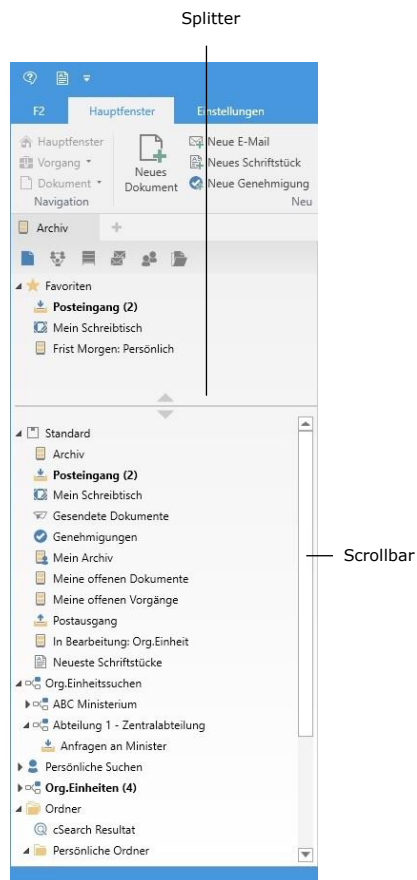 Splitter
F2 Hauptfenster Einstellungen
Hauptfenster
Vorgang
Dokument
Navigation
Neues
Dokument
Neue E-Mail
Neues Schriftstück
Neue Genehmigung
Neu
Archiv +
Favoriten
Posteingang (2)
Mein Schreibtisch
Frist Morgen: Persönlich
Standard
Archiv
Posteingang (2)
Mein Schreibtisch
Gesendete Dokumente
Genehmigungen
Mein Archiv
Scrollbar
Meine offenen Dokumente
Meine offenen Vorgänge
Postausgang
In Bearbeitung: Org.Einheit
Neueste Schriftstücke
Org.Einheitssuchen
ABC Ministerium
Abteilung 1 - Zentralabteilung
Anfragen an Minister
Persönliche Suchen
Org.Einheiten (4)
Ordner
cSearch Resultat
Persönliche Ordner